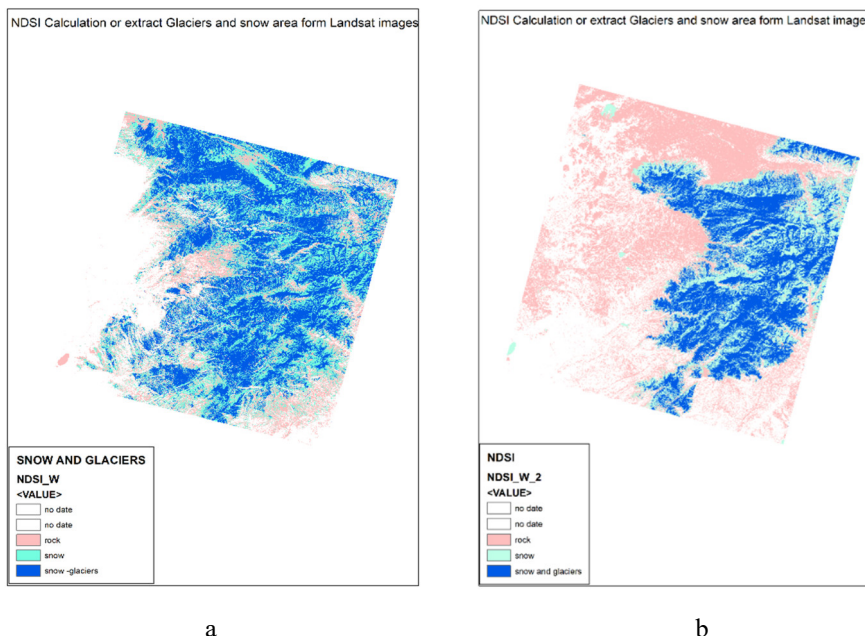 NDSI Calculation or extract Glaciers and snow area form Landsat images
SNOW AND GLACIERS
NDSI_W
<VALUE>
no date
no date
rock
snow
snow -glaciers
a
NDSI Calculation or extract Glaciers and snow area form Landsat image
NDSI
NDSI_W_2
<VALUE>
no date
no date
rock
snow
snow and glaciers
b